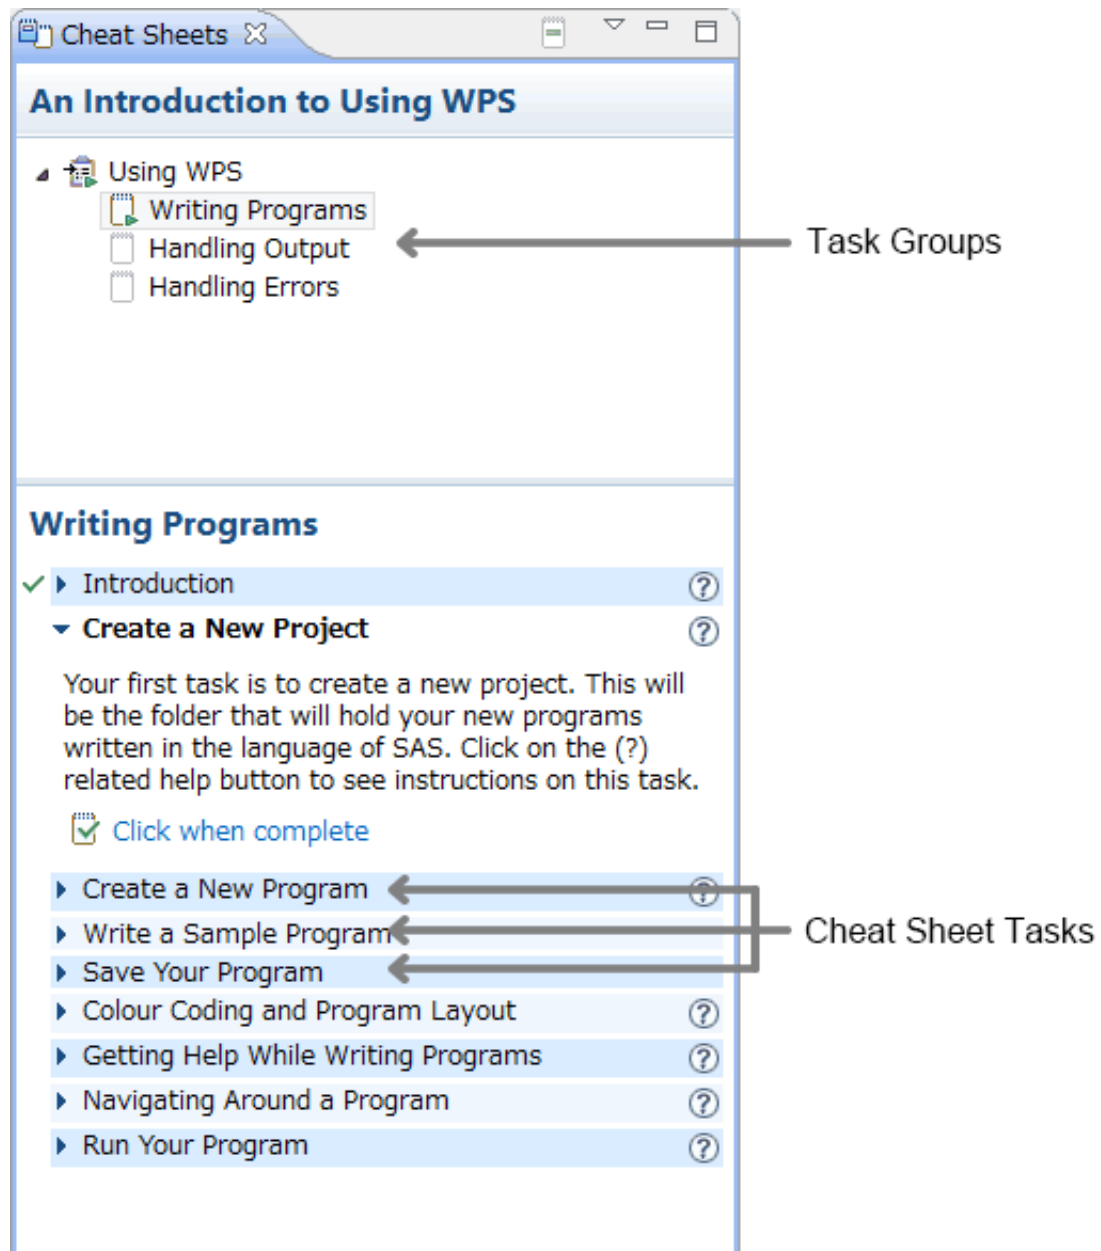 Cheat Sheets
An Introduction to Using WPS
Using WPS
Writing Programs
Handling Output
Handling Errors
Task Groups
Writing Programs
Introduction
Create a New Project
Your first task is to create a new project. This will
be the folder that will hold your new programs
written in the language of SAS. Click on the (?)
related help button to see instructions on this task.
Click when complete
Create a New Program
Write a Sample Program
Save Your Program
Cheat Sheet Tasks
Colour Coding and Program Layout
Getting Help While Writing Programs
Navigating Around a Program
Run Your Program